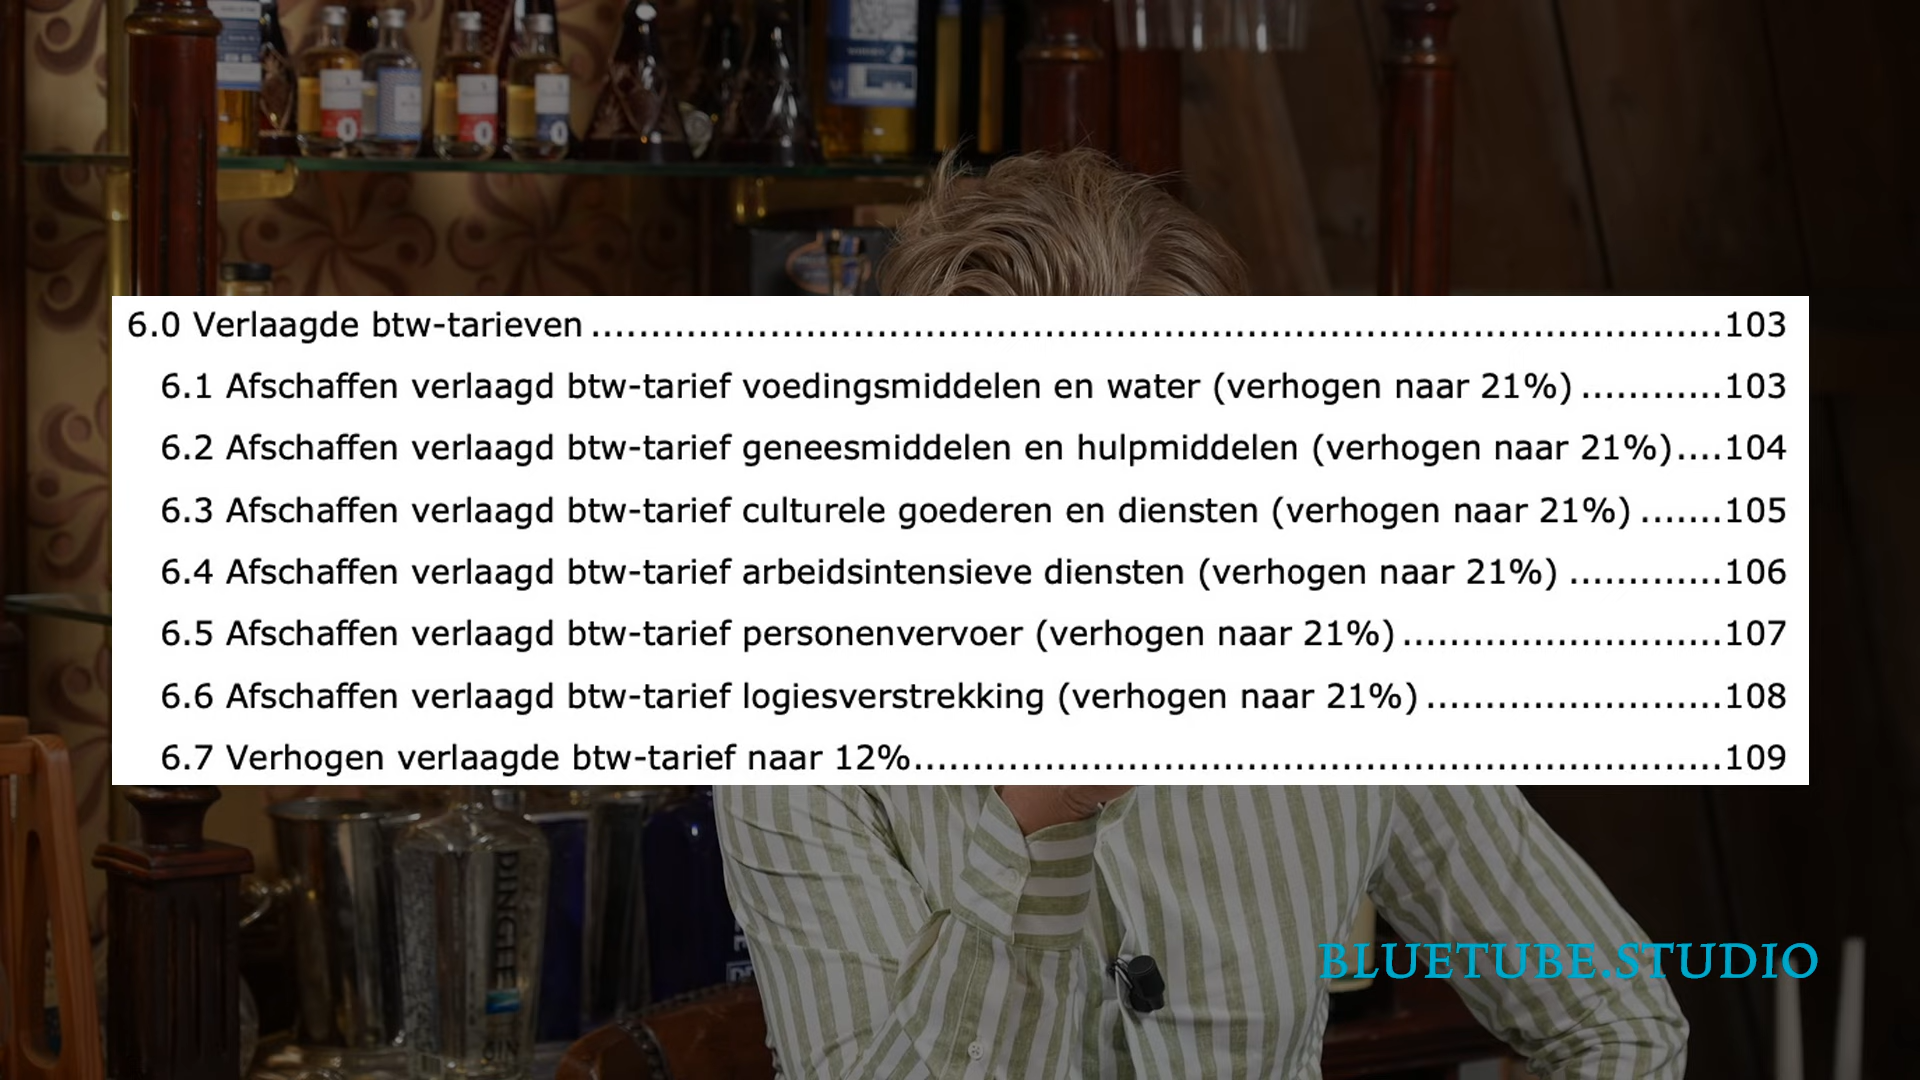 6.0 Verlaagde btw-tarieven ........................................................................................................ 103
6.1 Afschaffen verlaagd btw-tarief voedingsmiddelen en water (verhogen naar 21%) ............ 103
6.2 Afschaffen verlaagd btw-tarief geneesmiddelen en hulpmiddelen (verhogen naar 21%) .... 104
6.3 Afschaffen verlaagd btw-tarief culturele goederen en diensten (verhogen naar 21%) ....... 105
6.4 Afschaffen verlaagd btw-tarief arbeidsintensieve diensten (verhogen naar 21%) ............. 106
6.5 Afschaffen verlaagd btw-tarief personenvervoer (verhogen naar 21%) ........................... 107
6.6 Afschaffen verlaagd btw-tarief logiesverstrekking (verhogen naar 21%) ......................... 108
6.7 Verhogen verlaagde btw-tarief naar 12% .................................................................... 109
DINGLE
GIN
BLUETUBE.STUDIO